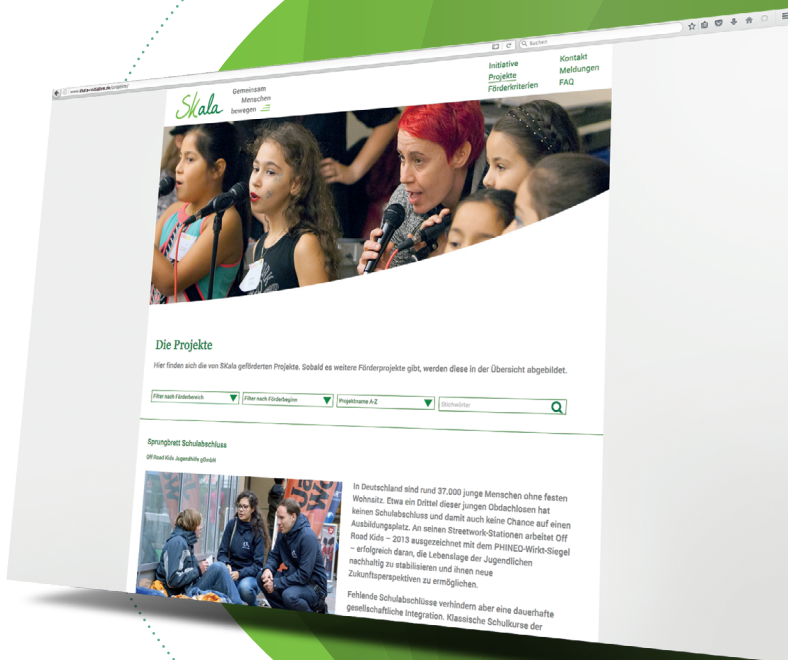 www.skala-initiative.de/projekte/
Suchen
SKala
Gemeinsam
Menschen
bewegen
Initiative
Projekte
Förderkriterien
Kontakt
Meldungen
FAQ
Die Projekte
Hier finden sich die von SKala geförderten Projekte. Sobald es weitere Förderprojekte gibt, werden diese in der Übersicht abgebildet.
Filter nach Förderbereich
Filter nach Förderbeginn
Projektname A-Z
Stichwörter
Sprungbrett Schulabschluss
Off Road Kids Jugendhilfe gGmbH
In Deutschland sind rund 37.000 junge Menschen ohne festen
Wohnsitz. Etwa ein Drittel dieser jungen Obdachlosen hat
keinen Schulabschluss und damit auch keine Chance auf einen
Ausbildungsplatz. An seinen Streetwork-Stationen arbeitet Off
Road Kids – 2013 ausgezeichnet mit dem PHINEO-Wirkt-Siegel
– erfolgreich daran, die Lebenslage der Jugendlichen
nachhaltig zu stabilisieren und ihnen neue
Zukunftsperspektiven zu ermöglichen.
Fehlende Schulabschlüsse verhindern aber eine dauerhafte
gesellschaftliche Integration. Klassische Schulkurse der